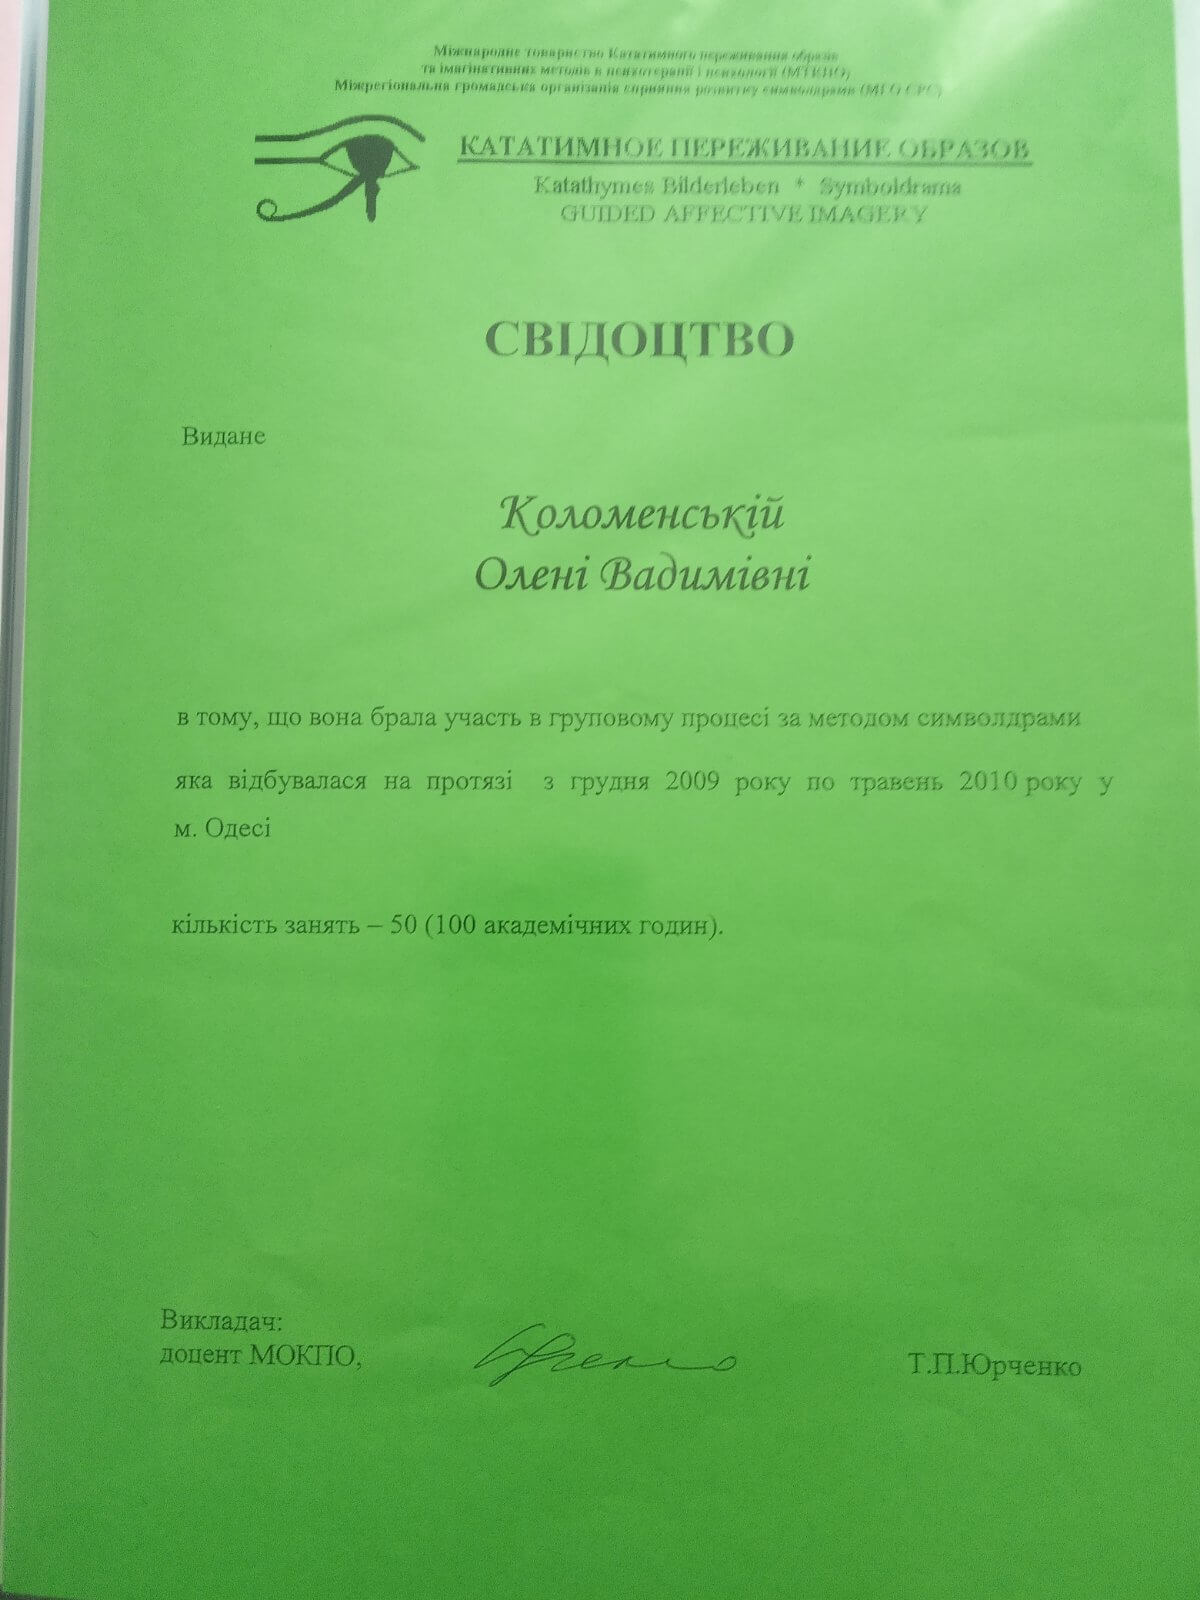 Міжнародне товариство Кататимного переживання образів
та імагінативних методів в психотерапії і психології (МТКПО)
Міжрегіональна громадська організація сприяння розвитку символдрами (МГО СРС)
КАТАТИМНОЕ ПЕРЕЖИВАНИЕ ОБРАЗОВ
Katathymes Bilderleben * Symboldrama
GUIDED AFFECTIVE IMAGERY
СВІДОЦТВО
Видане
Коломенській
Олені Вадимівні
в тому, що вона брала участь в груповому процесі за методом символдрами
яка відбувалася на протязі з грудня 2009 року по травень 2010 року у
м. Одесі
кількість занять – 50 (100 академічних годин).
Викладач:
доцент МОКПО,
Т.П.Юрченко